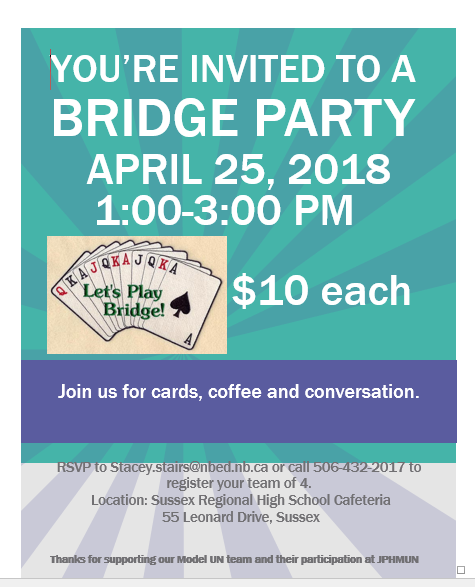 YOU'RE INVITED TO A
BRIDGE PARTY
APRIL 25, 2018
1:00-3:00 PM
Q K A J Q K A J Q K A
Let's Play
Bridge!
A
$10 each
Join us for cards, coffee and conversation.
RSVP to Stacey.stairs@nbed.nb.ca or call 506-432-2017 to
register your team of 4.
Location: Sussex Regional High School Cafeteria
55 Leonard Drive, Sussex
Thanks for supporting our Model UN team and their participation at JPHMUN